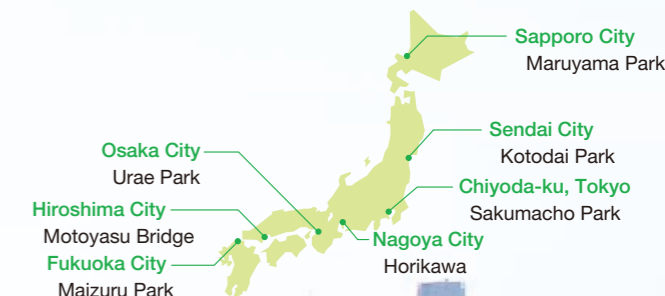 Sapporo City
Maruyama Park
Sendai City
Kotodai Park
Osaka City
Urae Park
Chiyoda-ku, Tokyo
Sakumacho Park
Hiroshima City
Motoyasu Bridge
Nagoya City
Horikawa
Fukuoka City
Maizuru Park